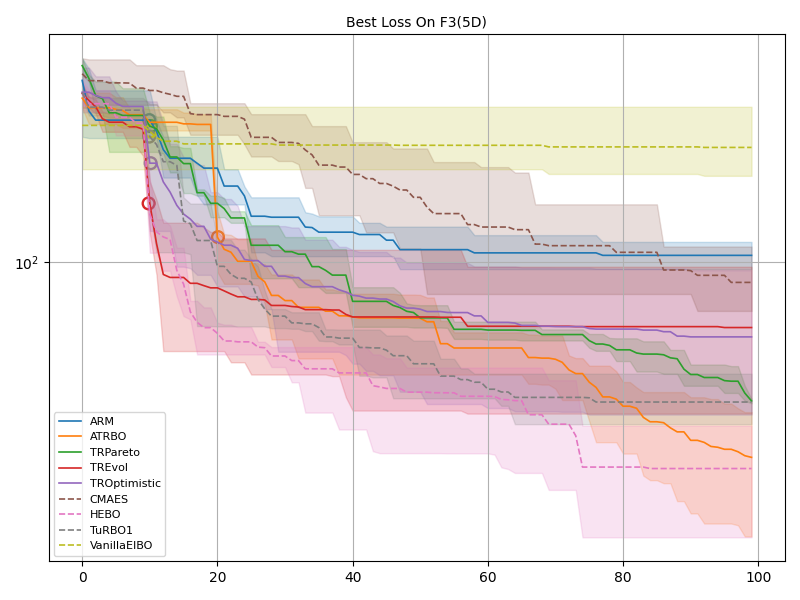 Best Loss On F3(5D)
10²
ARM
ATRBO
TRPareto
TREvol
TROptimistic
CMAES
HEBO
TuRBO1
VanillaEIBO
0 20 40 60 80 100